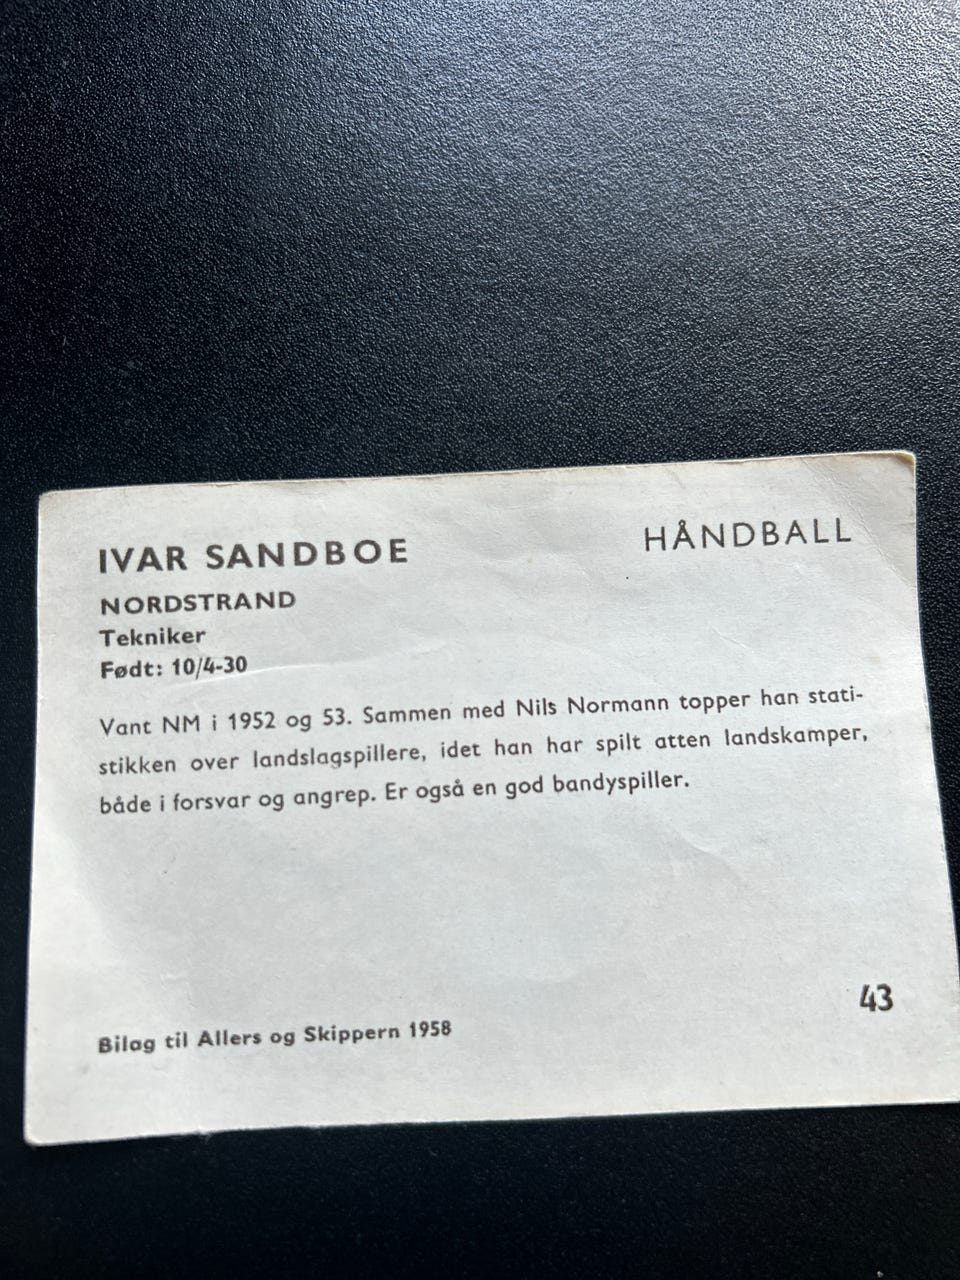 IVAR SANDBOE
HÅNDBALL
NORDSTRAND
Tekniker
Født: 10/4-30
Vant NM i 1952 og 53. Sammen med Nils Normann topper han stati-
stikken over landslagspillere, idet han har spilt atten landskamper,
både i forsvar og angrep. Er også en god bandyspiller.
43
Bilag til Allers og Skippern 1958